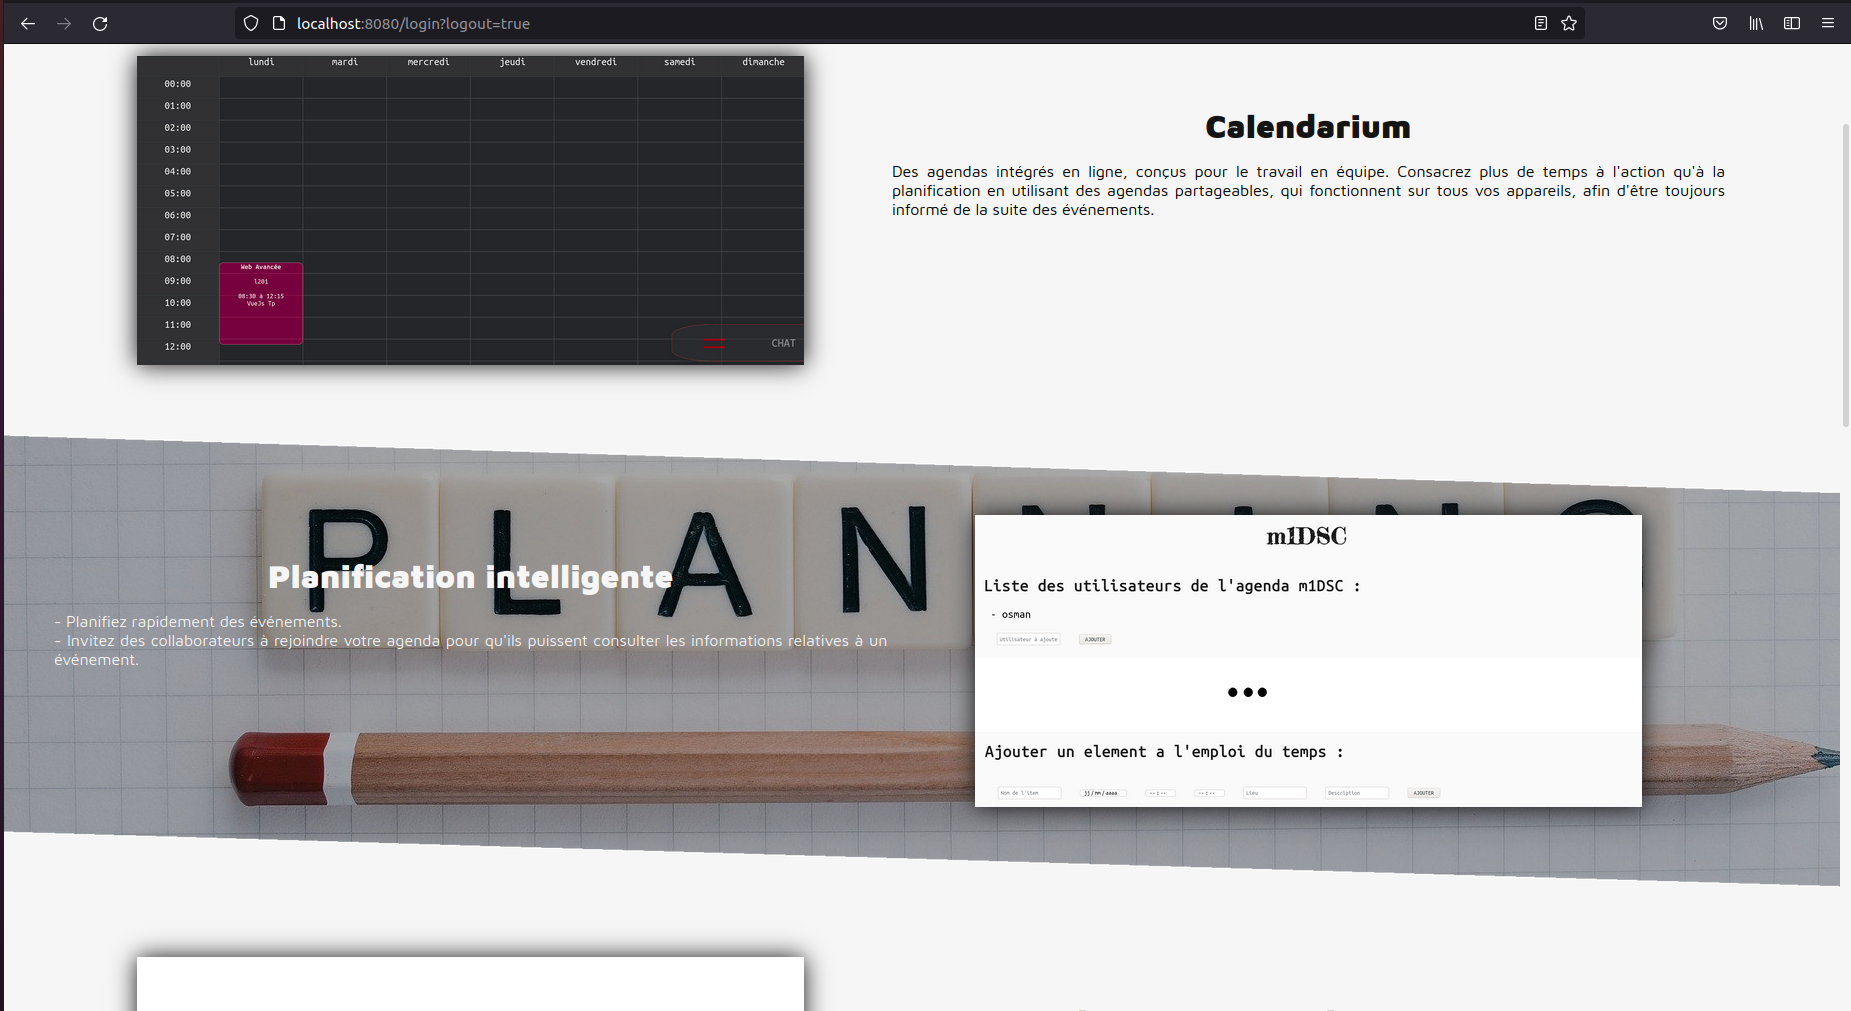 localhost:8080/login?logout=true
lundi mardi mercredi jeudi vendredi samedi dimanche
00:00
01:00
02:00
03:00
04:00
05:00
06:00
07:00
08:00
09:00
10:00
11:00
12:00
Web Avancée
l201
08:30 à 12:15
VueJs Tp
CHAT
Calendarium
Des agendas intégrés en ligne, conçus pour le travail en équipe. Consacrez plus de temps à l'action qu'à la
planification en utilisant des agendas partageables, qui fonctionnent sur tous vos appareils, afin d'être toujours
informé de la suite des événements.
PLAN
Planification intelligente
- Planifiez rapidement des événements.
- Invitez des collaborateurs à rejoindre votre agenda pour qu'ils puissent consulter les informations relatives à un
événement.
m1DSC
Liste des utilisateurs de l'agenda m1DSC :
- osman
Utilisateur à ajoute AJOUTER
Ajouter un element a l'emploi du temps :
Nom de l'item jj/mm/aaaa --:-- --:-- Lieu Description AJOUTER